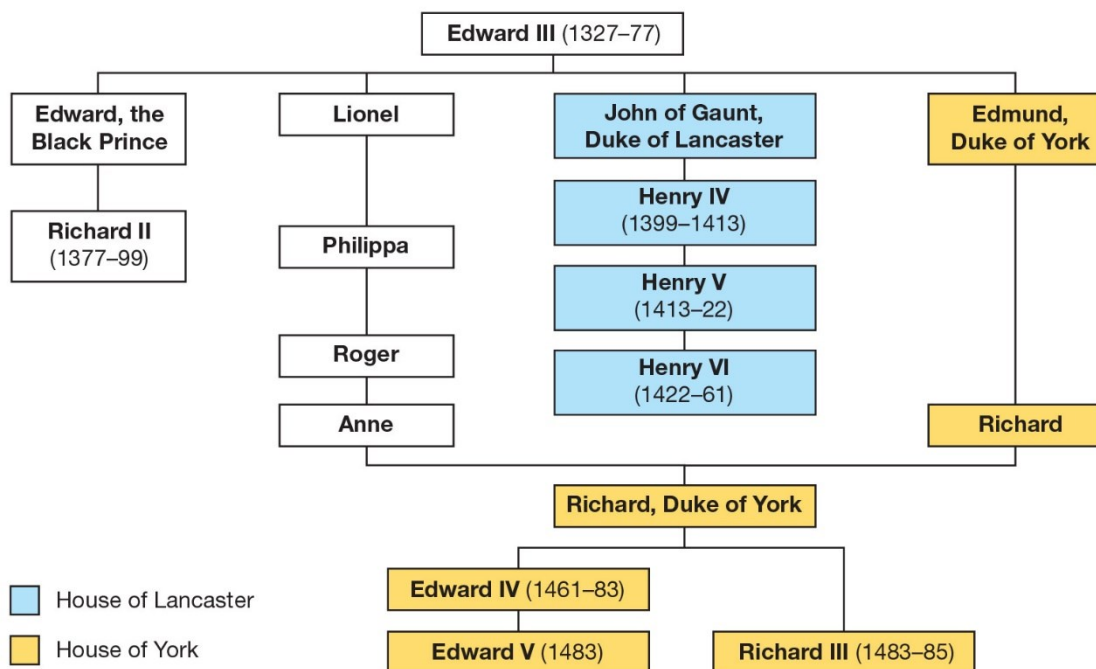 Edward III (1327–77)
Edward, the
Black Prince
Lionel
John of Gaunt,
Duke of Lancaster
Edmund,
Duke of York
Richard II
(1377–99)
Philippa
Henry IV
(1399–1413)
Henry V
(1413–22)
Roger
Henry VI
(1422–61)
Anne
Richard
Richard, Duke of York
Edward IV (1461–83)
Edward V (1483)
Richard III (1483–85)
House of Lancaster
House of York